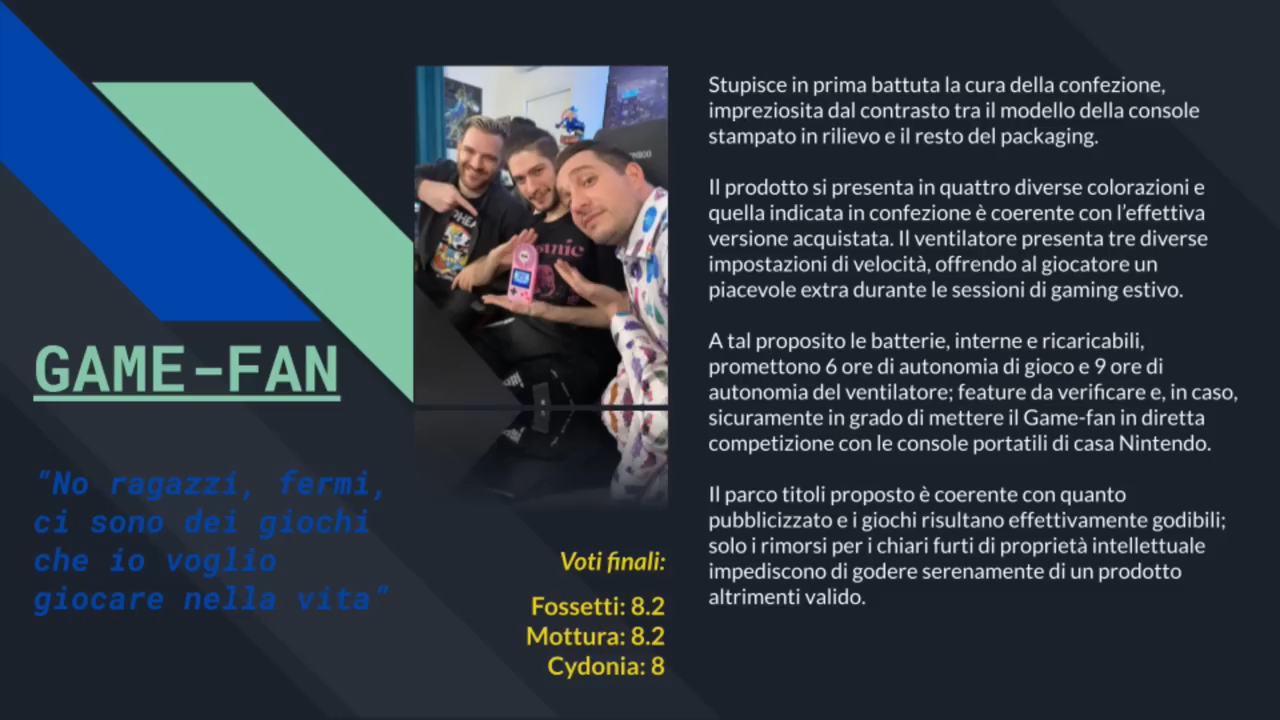 GAME-FAN
"No ragazzi, fermi,
ci sono dei giochi
che io voglio
giocare nella vita"
Voti finali:
Fossetti: 8.2
Mottura: 8.2
Cydonia: 8
Stupisce in prima battuta la cura della confezione,
impreziosita dal contrasto tra il modello della console
stampato in rilievo e il resto del packaging.
Il prodotto si presenta in quattro diverse colorazioni e
quella indicata in confezione è coerente con l'effettiva
versione acquistata. Il ventilatore presenta tre diverse
impostazioni di velocità, offrendo al giocatore un
piacevole extra durante le sessioni di gaming estivo.
A tal proposito le batterie, interne e ricaricabili,
promettono 6 ore di autonomia di gioco e 9 ore di
autonomia del ventilatore; feature da verificare e, in caso,
sicuramente in grado di mettere il Game-fan in diretta
competizione con le console portatili di casa Nintendo.
Il parco titoli proposto è coerente con quanto
pubblicizzato e i giochi risultano effettivamente godibili;
solo i rimorsi per i chiari furti di proprietà intellettuale
impediscono di godere serenamente di un prodotto
altrimenti valido.